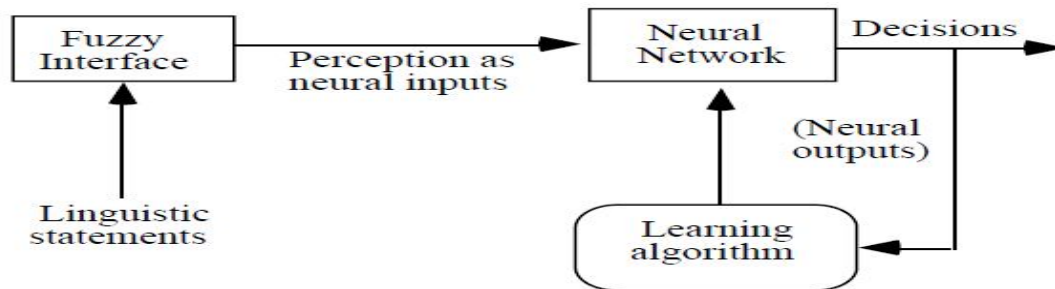 Fuzzy
Interface
Perception as
neural inputs
Neural
Network
Decisions
(Neural
outputs)
Linguistic
statements
Learning
algorithm